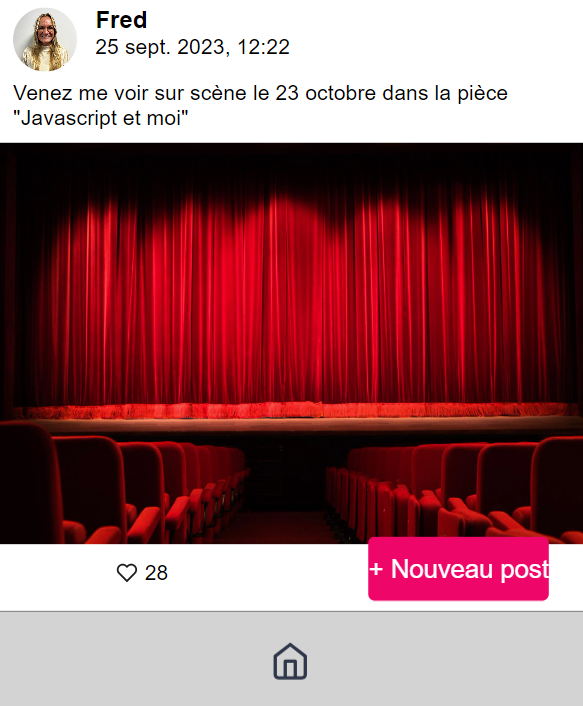 Fred
25 sept. 2023, 12:22
Venez me voir sur scène le 23 octobre dans la pièce
"Javascript et moi"
28
+ Nouveau post